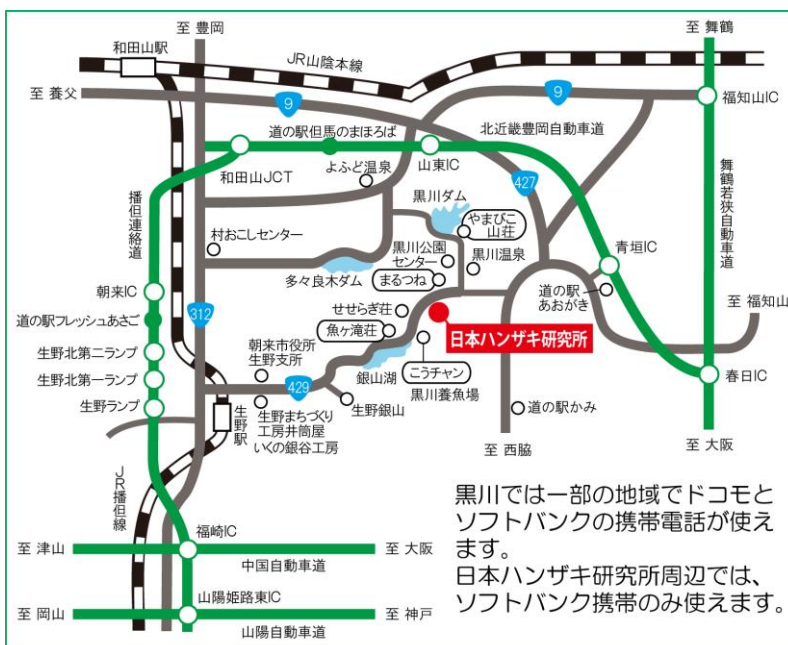 至 豊岡
至 舞鶴
和田山駅
JR山陰本線
至 養父
9
9
福知山IC
道の駅但馬のまほろば
北近畿豊岡自動車道
和田山JCT
よふど温泉
山東IC
427
舞鶴若狭自動車道
播但連絡道
黒川ダム
やまびこ
山荘
村おこしセンター
黒川公園
センター
黒川温泉
青垣IC
多々良木ダム
まるつね
朝来IC
道の駅
あおがき
至 福知山
道の駅フレッシュあさご
312
せせらぎ荘
魚ヶ滝荘
日本ハンザキ研究所
生野北第二ランプ
朝来市役所
生野支所
生野北第一ランプ
銀山湖
こうチャン
黒川養魚場
春日IC
429
生野ランプ
生野駅
生野まちづくり
工房井筒屋
いくの銀谷工房
生野銀山
道の駅かみ
至 西脇
至 大阪
JR播但線
黒川では一部の地域でドコモと
ソフトバンクの携帯電話が使え
ます。
日本ハンザキ研究所周辺では、
ソフトバンク携帯のみ使えます。
福崎IC
至 津山
至 大阪
中国自動車道
山陽姫路東IC
至 岡山
至 神戸
山陽自動車道